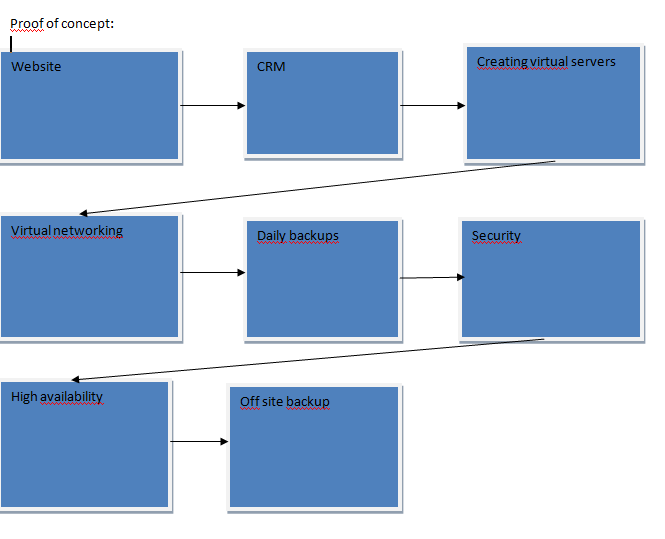 Proof of concept:
Website
CRM
Creating virtual servers
Virtual networking
Daily backups
Security
High availability
Off site backup